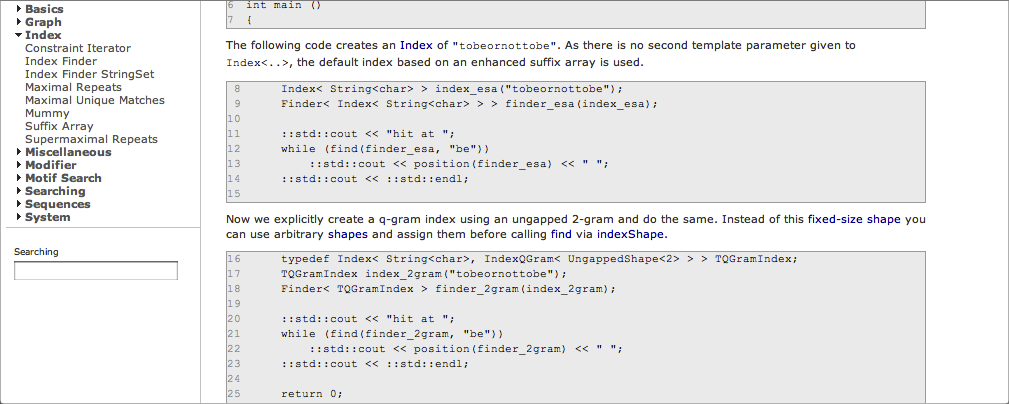 Basics
Graph
Index
Constraint Iterator
Index Finder
Index Finder StringSet
Maximal Repeats
Maximal Unique Matches
Mummy
Suffix Array
Supermaximal Repeats
Miscellaneous
Modifier
Motif Search
Searching
Sequences
System
Searching
6 int main ()
7 {
The following code creates an Index of "tobeornottobe". As there is no second template parameter given to
Index<..>, the default index based on an enhanced suffix array is used.
8 Index< String<char> > index_esa("tobeornottobe");
9 Finder< Index< String<char> > > finder_esa(index_esa);
10
11 ::std::cout << "hit at ";
12 while (find(finder_esa, "be"))
13 ::std::cout << position(finder_esa) << " ";
14 ::std::cout << ::std::endl;
15
Now we explicitly create a q-gram index using an ungapped 2-gram and do the same. Instead of this fixed-size shape you
can use arbitrary shapes and assign them before calling find via indexShape.
16 typedef Index< String<char>, IndexQGram< UngappedShape<2> > > TQGramIndex;
17 TQGramIndex index_2gram("tobeornottobe");
18 Finder< TQGramIndex > finder_2gram(index_2gram);
19
20 ::std::cout << "hit at ";
21 while (find(finder_2gram, "be"))
22 ::std::cout << position(finder_2gram) << " ";
23 ::std::cout << ::std::endl;
24
25 return 0;